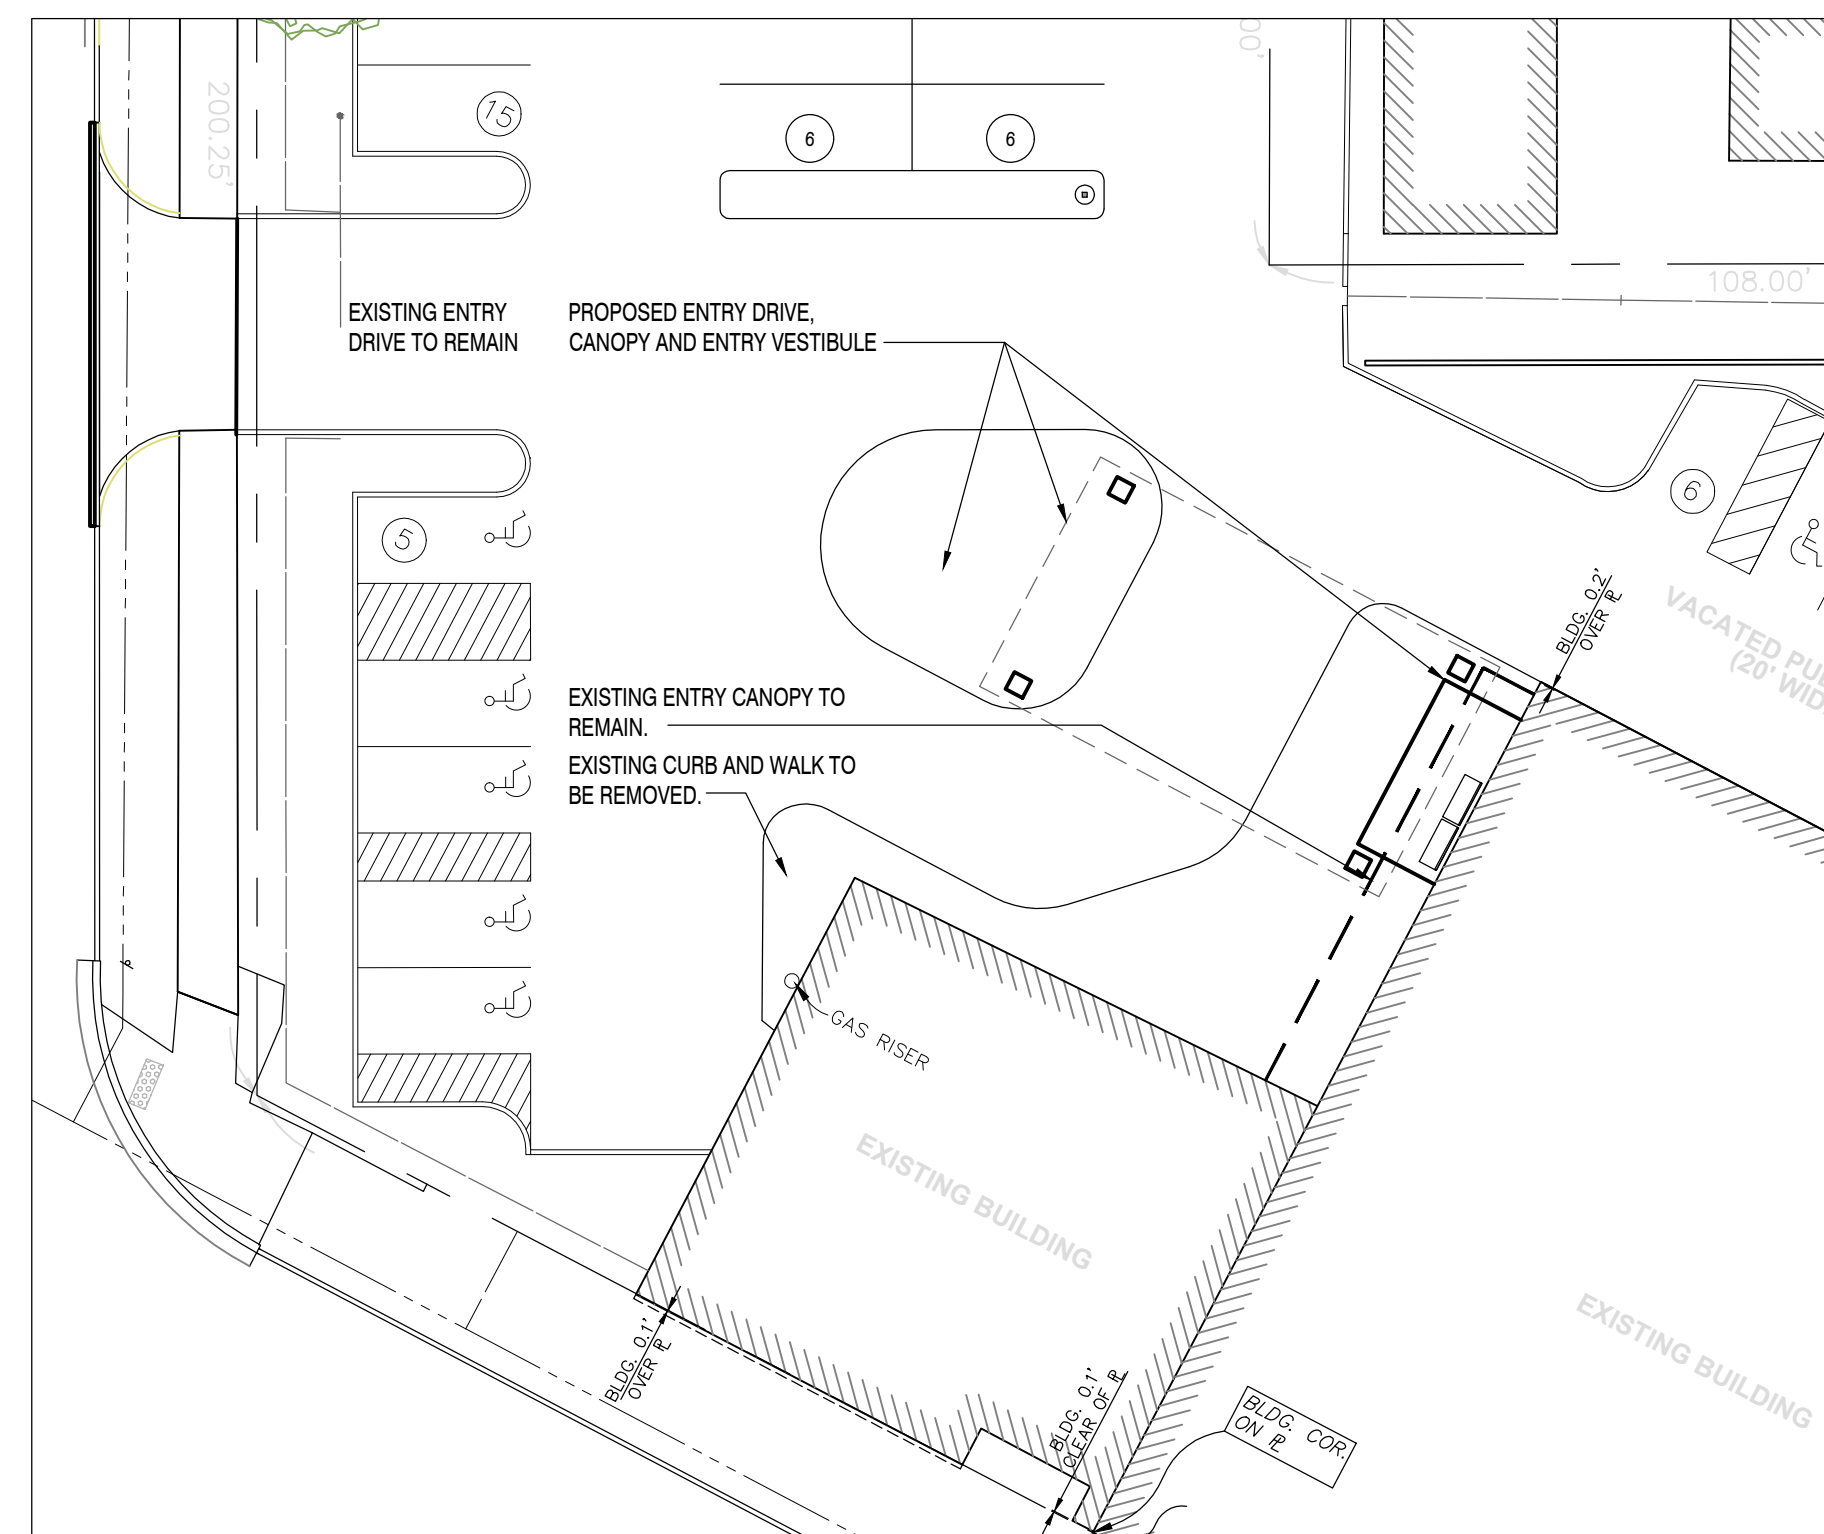 200.25'
15
6
6
00'
108.00'
EXISTING ENTRY
DRIVE TO REMAIN
PROPOSED ENTRY DRIVE,
CANOPY AND ENTRY VESTIBULE
5
6
BLDG. 0.2'
OVER ⅊
VACATED PU
(20' WID
EXISTING ENTRY CANOPY TO
REMAIN.
EXISTING CURB AND WALK TO
BE REMOVED.
GAS RISER
EXISTING BUILDING
EXISTING BUILDING
BLDG. 0.1'
OVER ⅊
BLDG. 0.1'
CLEAR OF ⅊
BLDG. COR.
ON ⅊